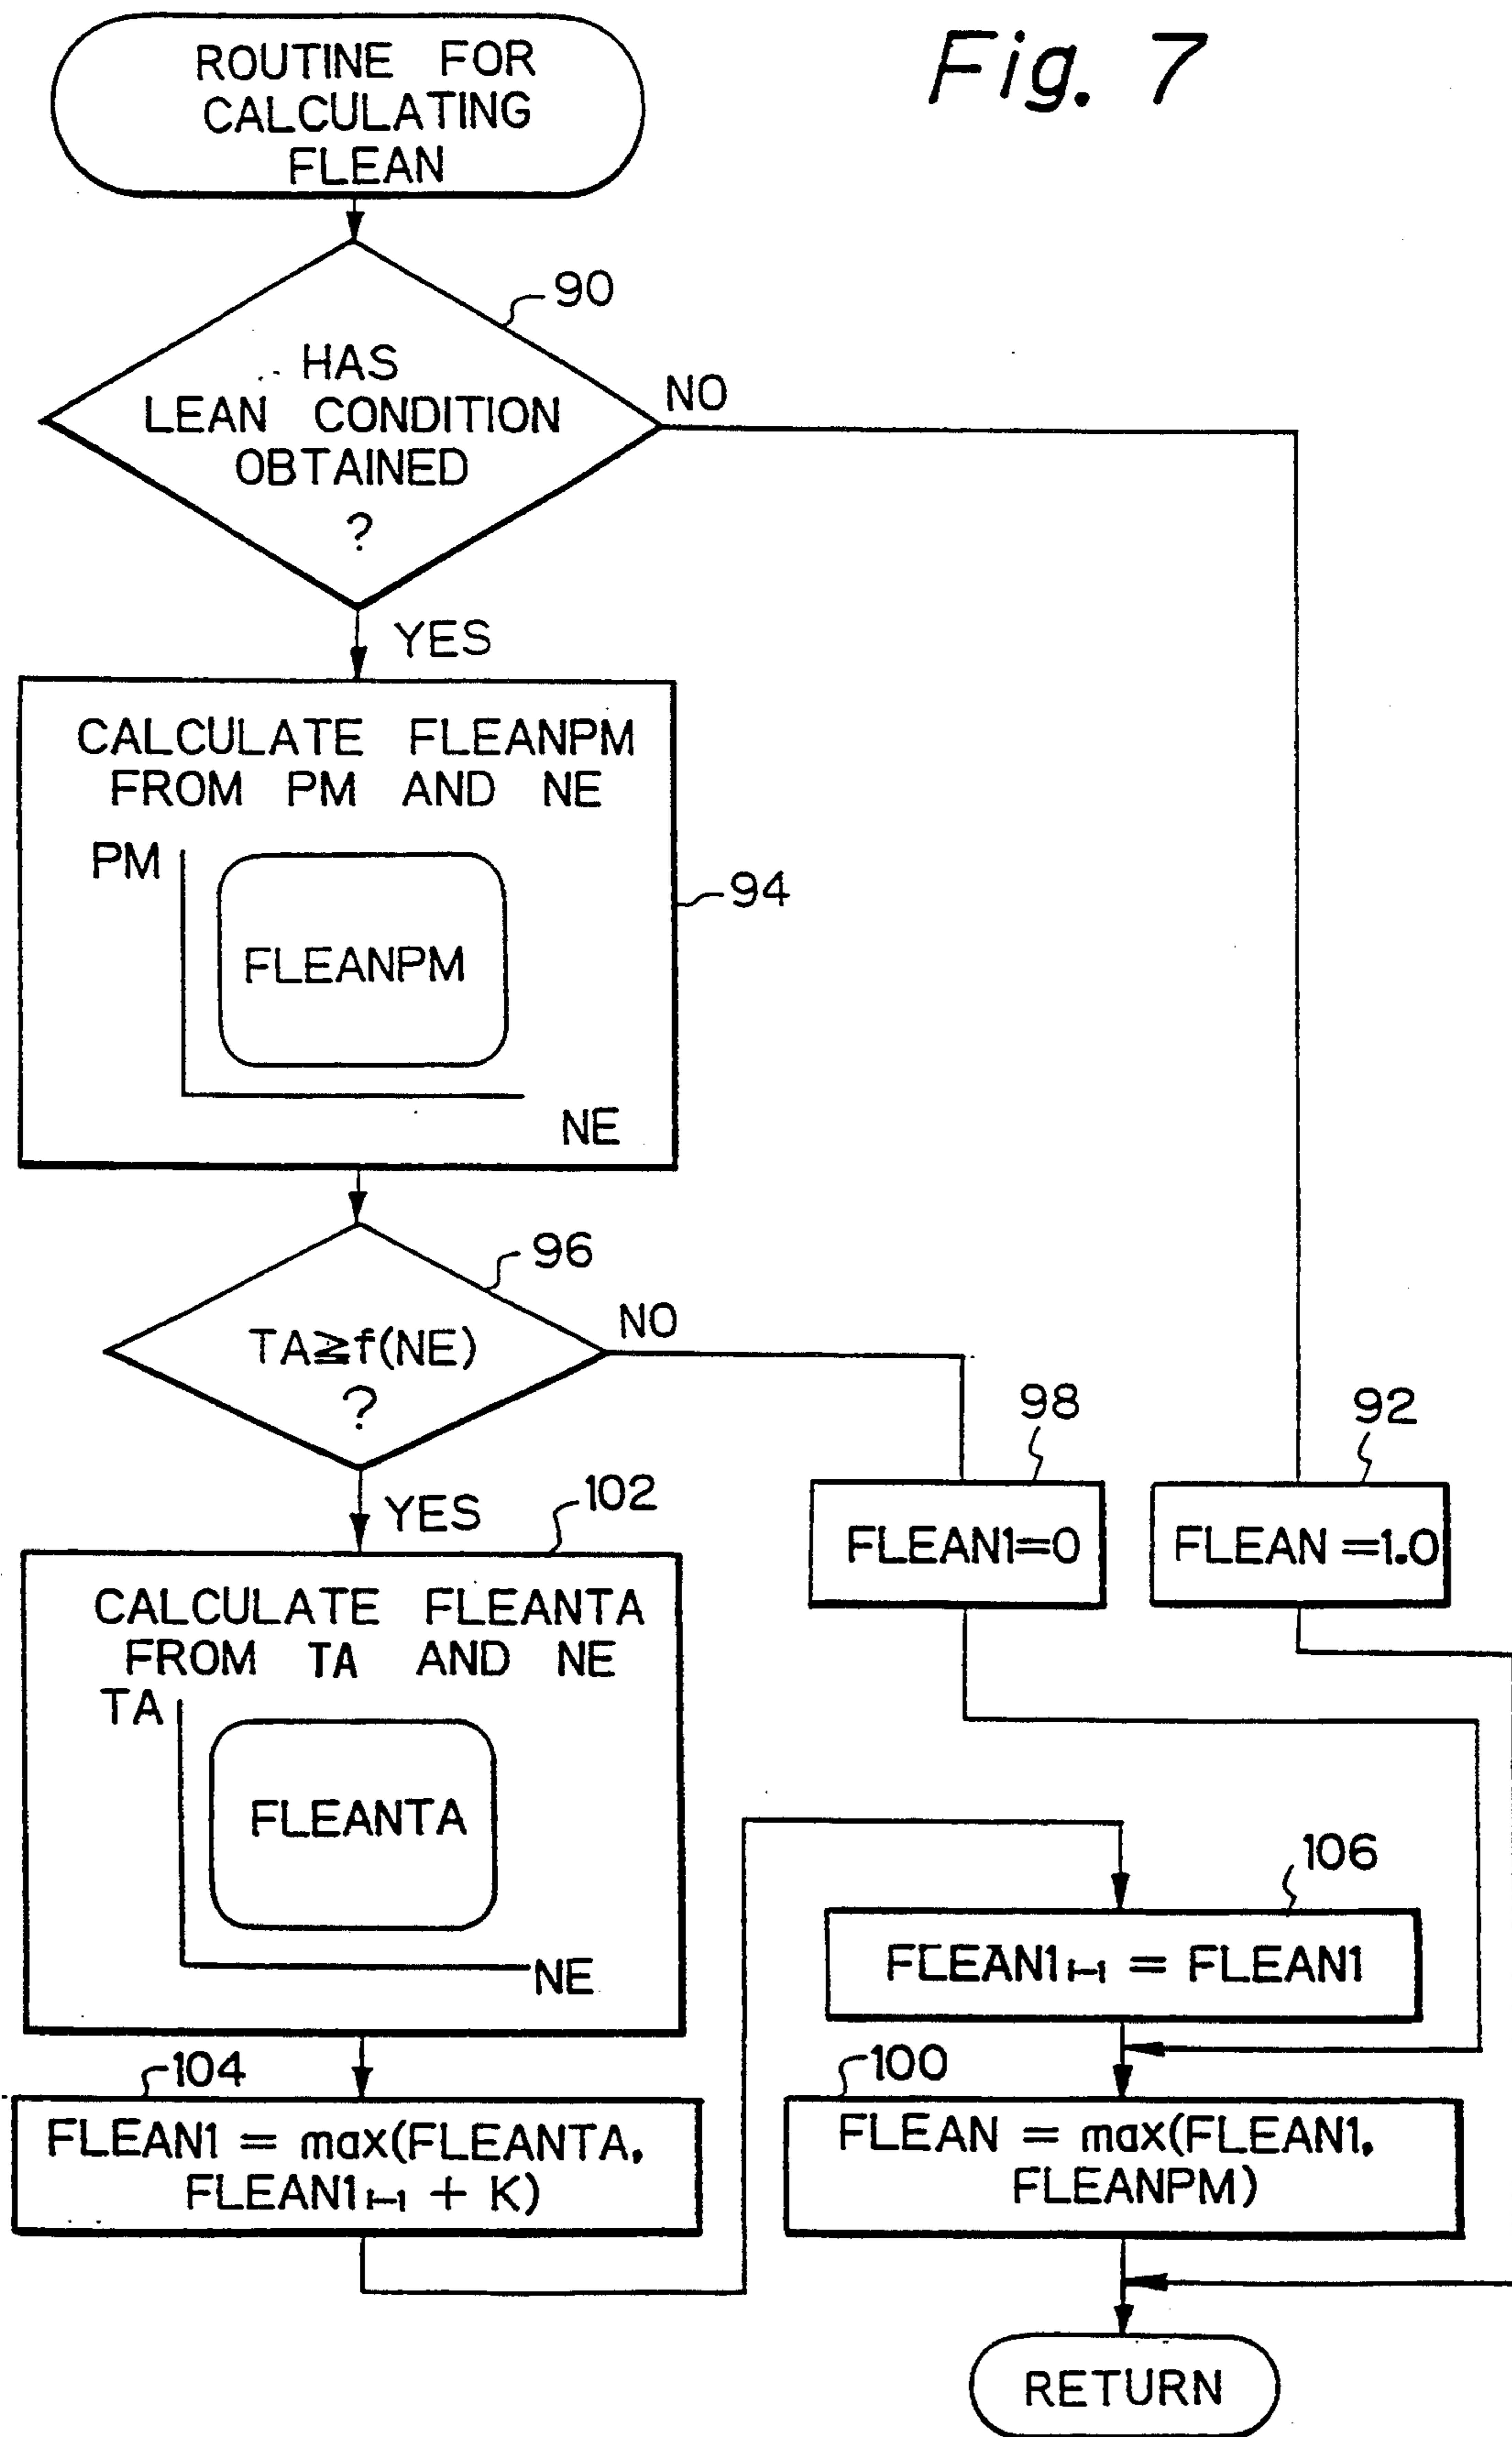 Fig. 7
ROUTINE FOR
CALCULATING
FLEAN
90
HAS
LEAN CONDITION
OBTAINED
?
NO
YES
CALCULATE FLEANPM
FROM PM AND NE
PM
FLEANPM
NE
94
96
TA≧f(NE)
?
NO
YES
98
FLEAN1=0
92
FLEAN=1.0
102
CALCULATE FLEANTA
FROM TA AND NE
TA
FLEANTA
NE
106
FLEAN1i-1 = FLEAN1
104
FLEAN1 = max(FLEANTA,
FLEAN1i-1 + K)
100
FLEAN = max(FLEAN1,
FLEANPM)
RETURN